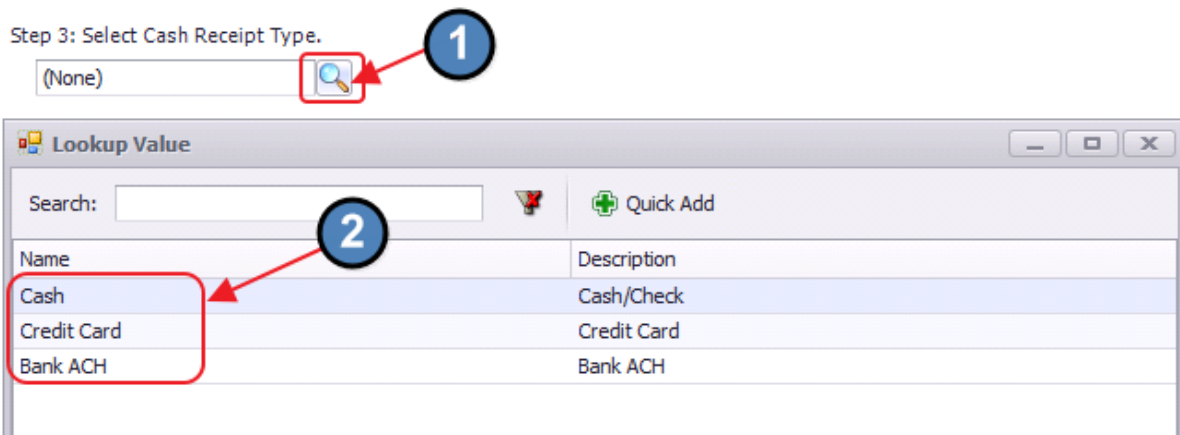 Step 3: Select Cash Receipt Type.
1
(None)
Lookup Value
Search: Quick Add
2
Name Description
Cash Cash/Check
Credit Card Credit Card
Bank ACH Bank ACH